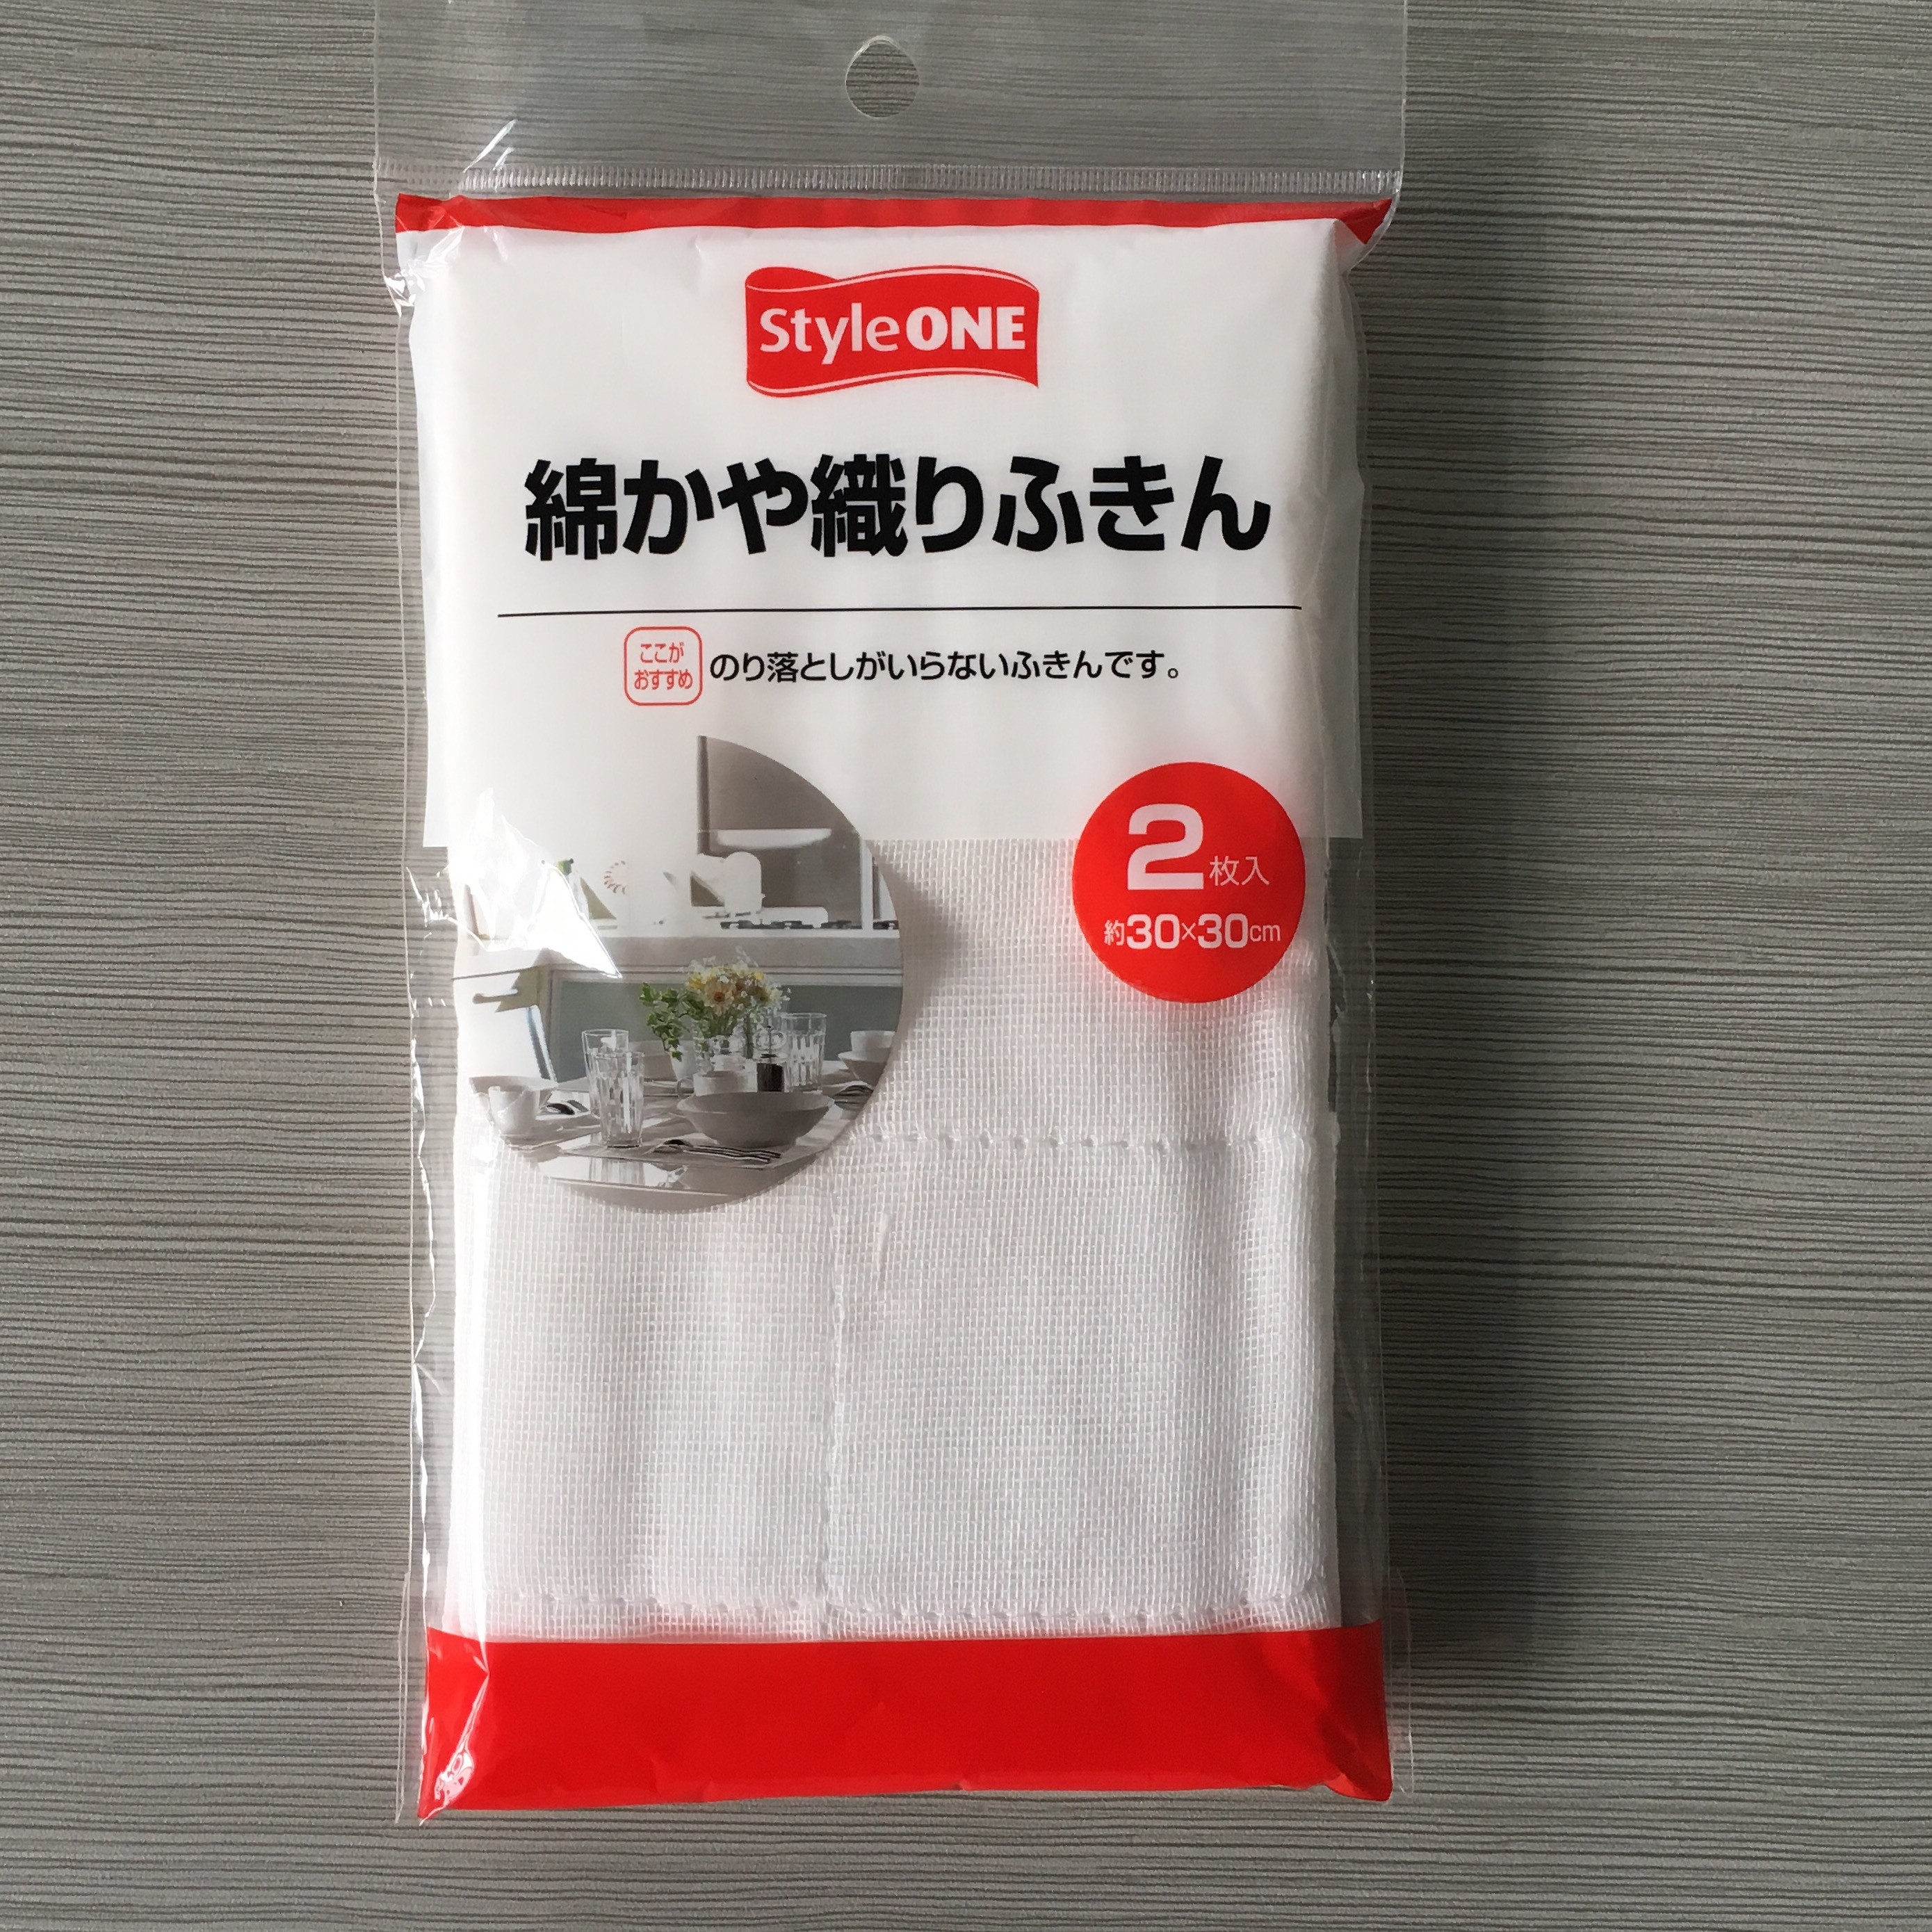 StyleONE
綿かや織りふきん
ここが
おすすめ
のり落としがいらないふきんです。
2枚入
約30×30cm